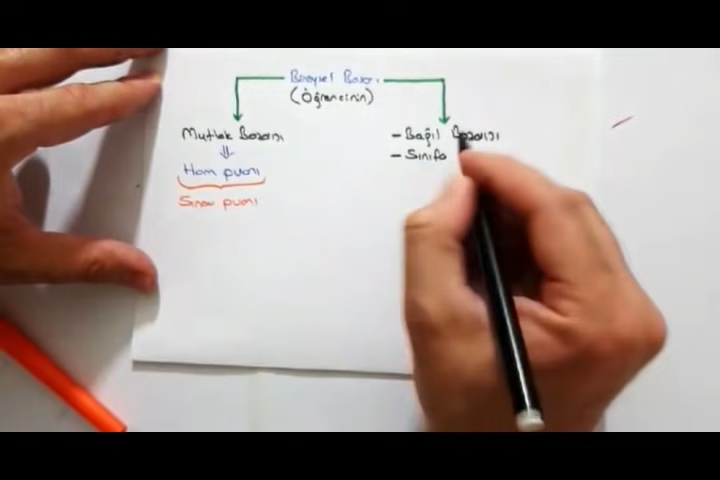 Bireysel Başarı
(Öğrencinin)
Mutlak Başarı
⇓
Ham puanı
Sınav puanı
- Bağıl Başarısı
- Sınıfa